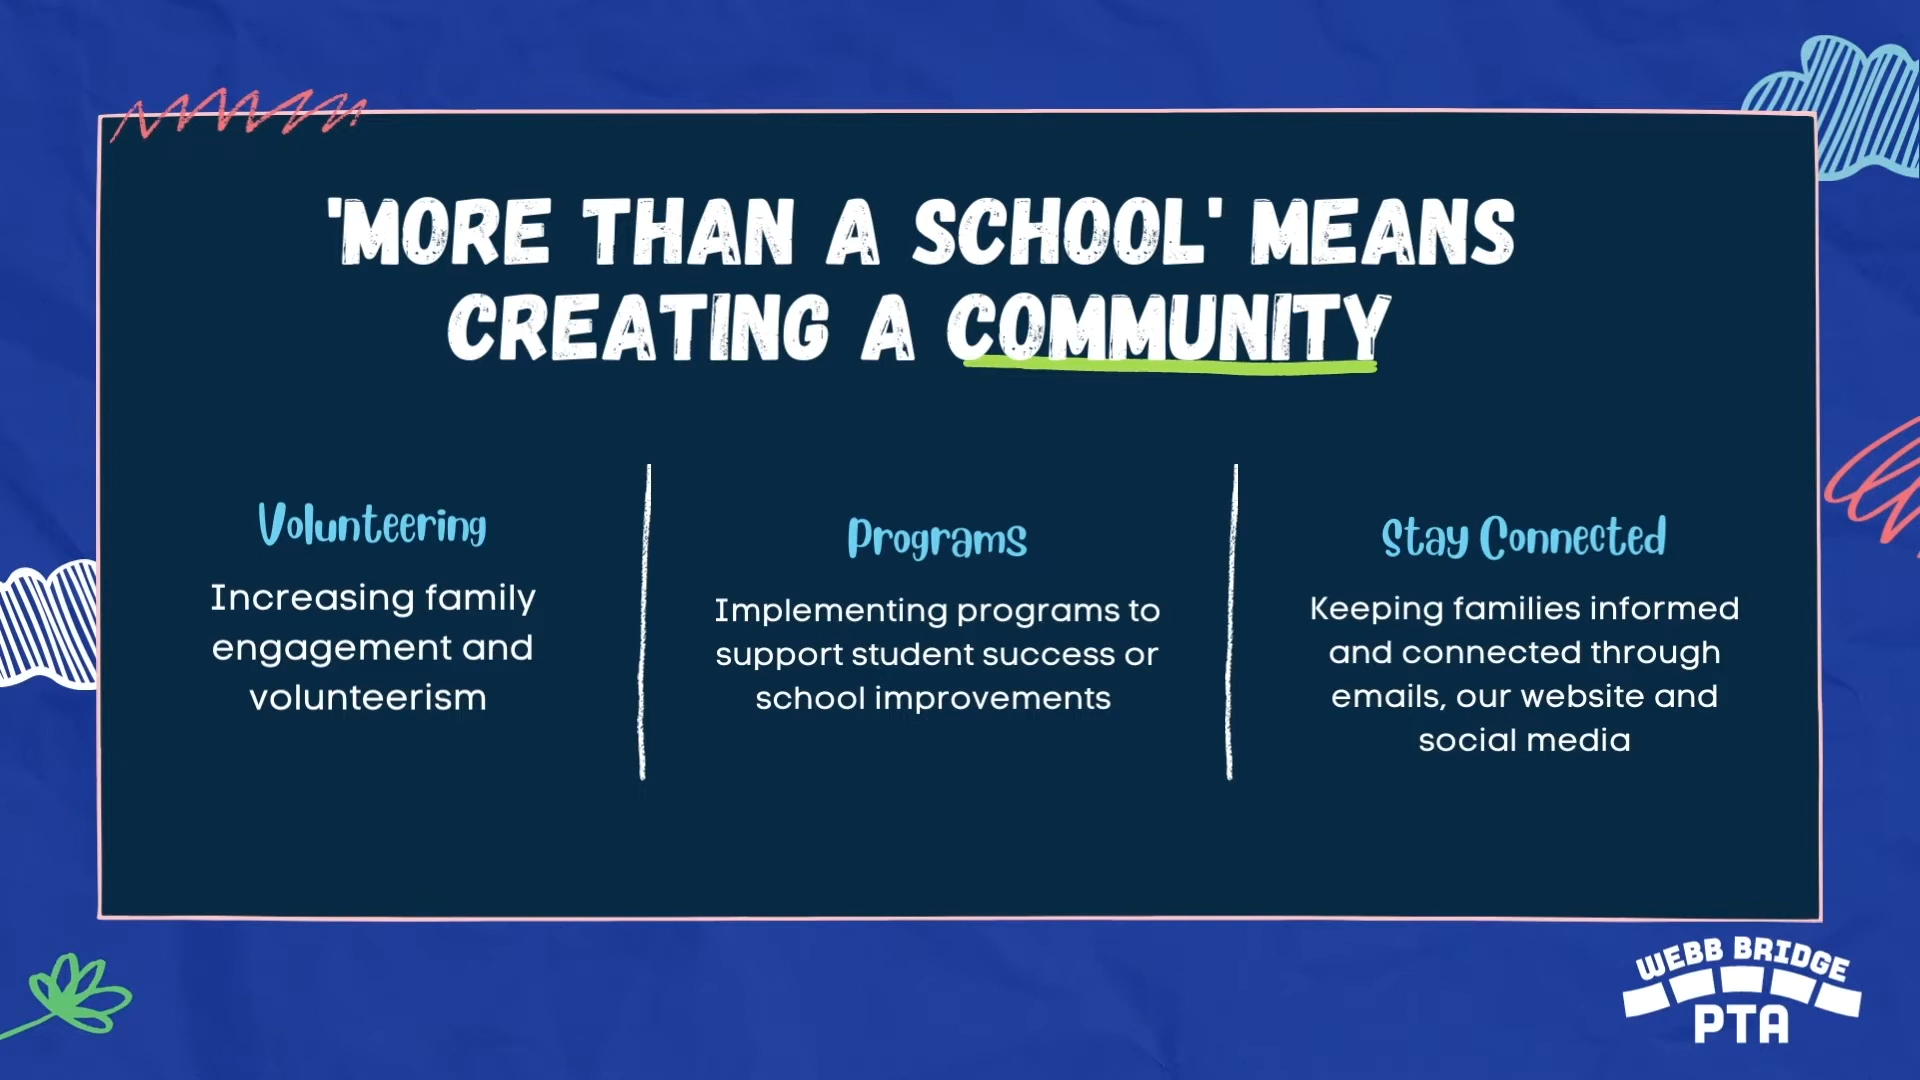 'MORE THAN A SCHOOL' MEANS
CREATING A COMMUNITY
Volunteering
Increasing family
engagement and
volunteerism
Programs
Implementing programs to
support student success or
school improvements
Stay Connected
Keeping families informed
and connected through
emails, our website and
social media
WEBB BRIDGE
PTA